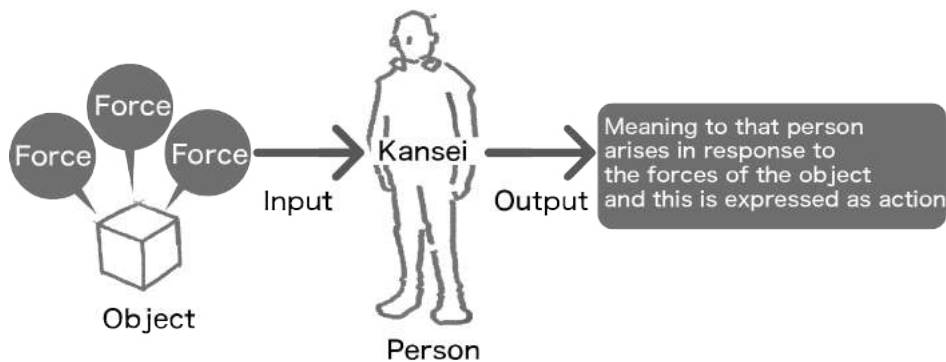 Force
Force
Force
Object
Input
Kansei
Person
Output
Meaning to that person
arises in response to
the forces of the object
and this is expressed as action